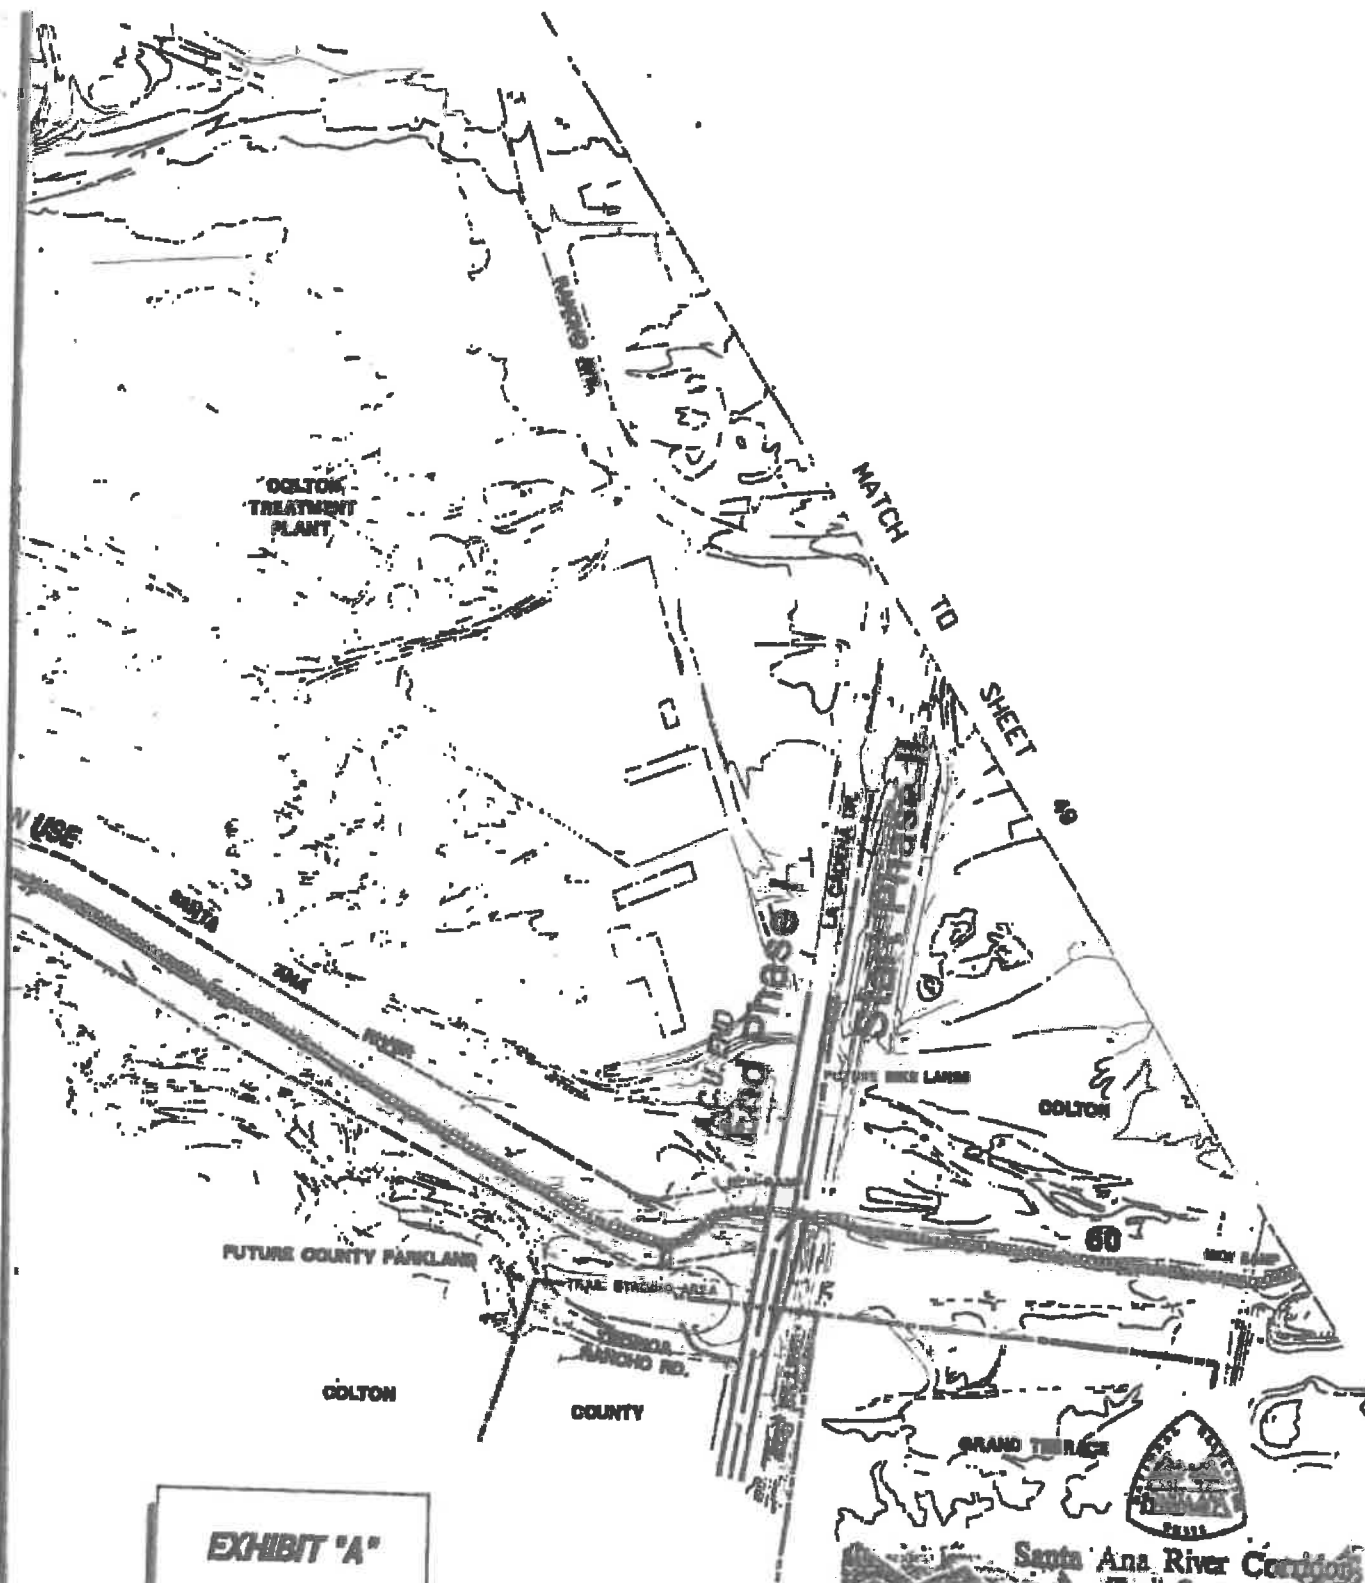 RANCHO AVE.
MATCH TO SHEET 49
COLTON
TREATMENT
PLANT
USE
SANTA
ANA
RIVER
LA CADENA DR.
Start Phase II
End Phase I
END
FUTURE BIKE LANES
COLTON
60
FUTURE COUNTY PARKLAND
TRAIL STAGING AREA
RANCHO RD.
COLTON
COUNTY
GRAND TERRACE
EXHIBIT "A"
Santa Ana River Corridor